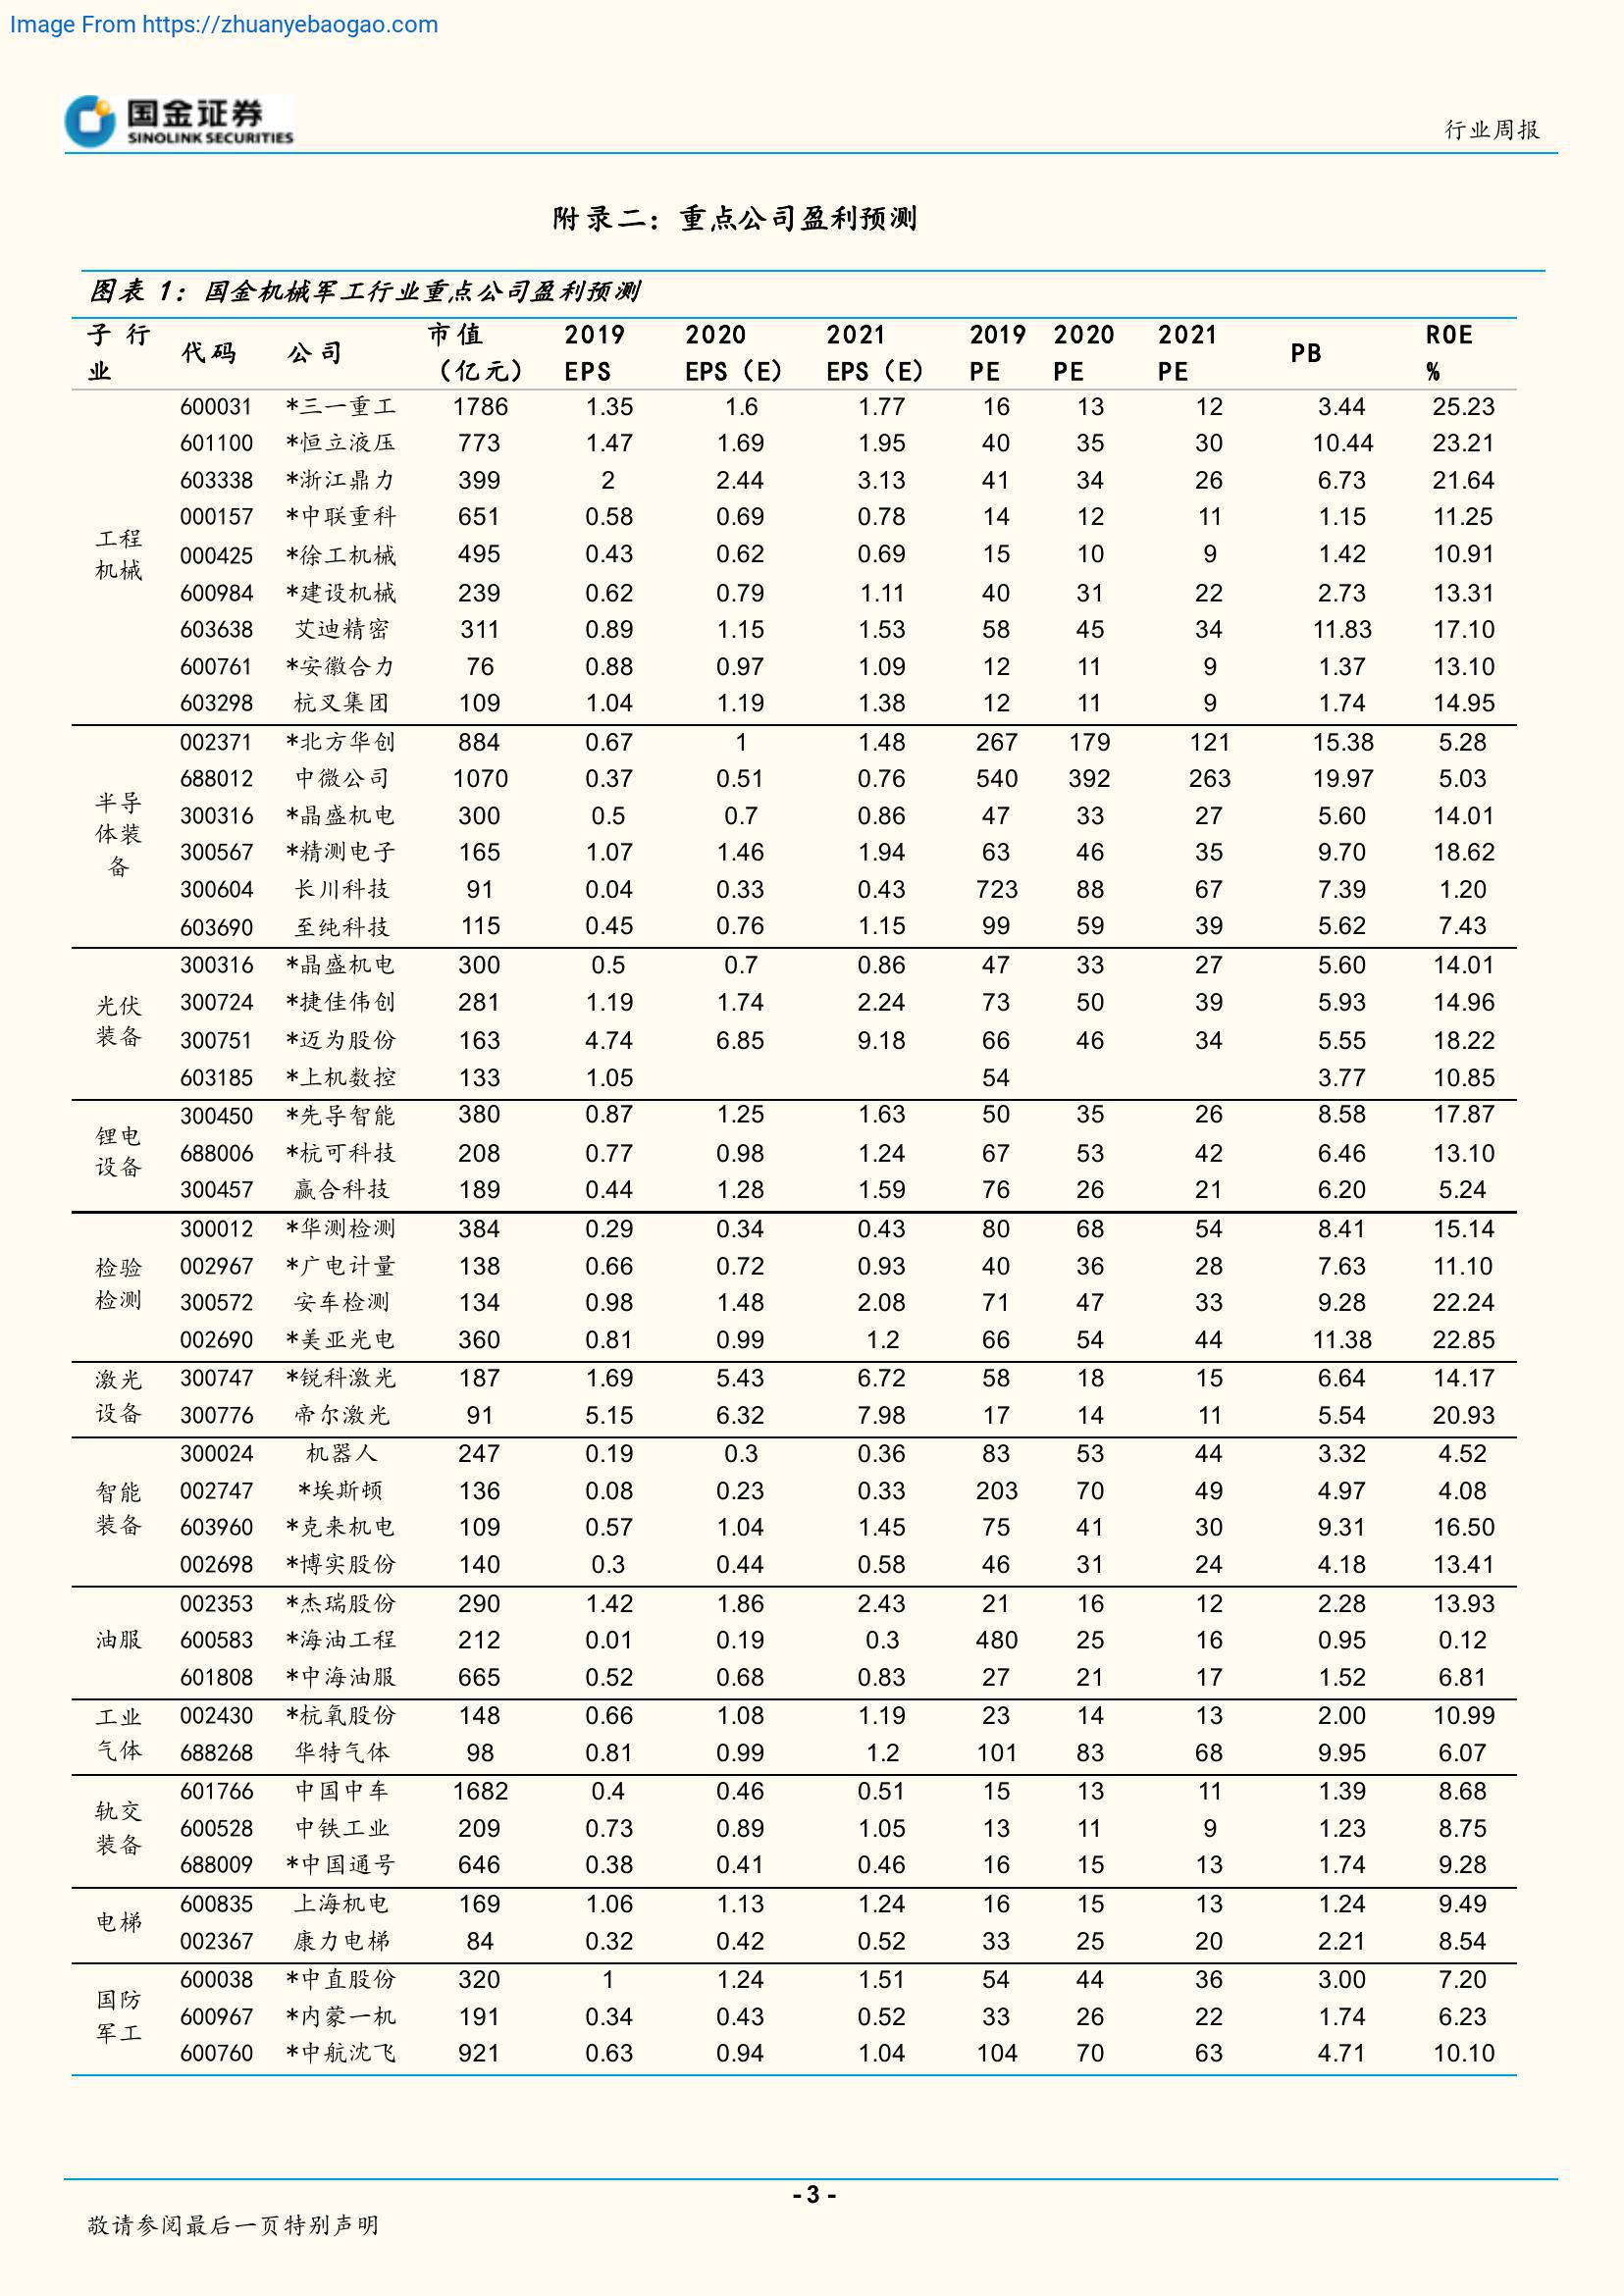 Image From https://zhuanyebaogao.com
国金证券
SINOLINK SECURITIES
行业周报
附录二：重点公司盈利预测
图表 1：国金机械军工行业重点公司盈利预测
子行业 代码 公司 市值（亿元） 2019 EPS 2020 EPS（E） 2021 EPS（E） 2019 PE 2020 PE 2021 PE PB ROE %
工程机械
600031 *三一重工 1786 1.35 1.6 1.77 16 13 12 3.44 25.23
601100 *恒立液压 773 1.47 1.69 1.95 40 35 30 10.44 23.21
603338 *浙江鼎力 399 2 2.44 3.13 41 34 26 6.73 21.64
000157 *中联重科 651 0.58 0.69 0.78 14 12 11 1.15 11.25
000425 *徐工机械 495 0.43 0.62 0.69 15 10 9 1.42 10.91
600984 *建设机械 239 0.62 0.79 1.11 40 31 22 2.73 13.31
603638 艾迪精密 311 0.89 1.15 1.53 58 45 34 11.83 17.10
600761 *安徽合力 76 0.88 0.97 1.09 12 11 9 1.37 13.10
603298 杭叉集团 109 1.04 1.19 1.38 12 11 9 1.74 14.95
半导体装备
002371 *北方华创 884 0.67 1 1.48 267 179 121 15.38 5.28
688012 中微公司 1070 0.37 0.51 0.76 540 392 263 19.97 5.03
300316 *晶盛机电 300 0.5 0.7 0.86 47 33 27 5.60 14.01
300567 *精测电子 165 1.07 1.46 1.94 63 46 35 9.70 18.62
300604 长川科技 91 0.04 0.33 0.43 723 88 67 7.39 1.20
603690 至纯科技 115 0.45 0.76 1.15 99 59 39 5.62 7.43
光伏装备
300316 *晶盛机电 300 0.5 0.7 0.86 47 33 27 5.60 14.01
300724 *捷佳伟创 281 1.19 1.74 2.24 73 50 39 5.93 14.96
300751 *迈为股份 163 4.74 6.85 9.18 66 46 34 5.55 18.22
603185 *上机数控 133 1.05 54 3.77 10.85
锂电设备
300450 *先导智能 380 0.87 1.25 1.63 50 35 26 8.58 17.87
688006 *杭可科技 208 0.77 0.98 1.24 67 53 42 6.46 13.10
300457 赢合科技 189 0.44 1.28 1.59 76 26 21 6.20 5.24
检验检测
300012 *华测检测 384 0.29 0.34 0.43 80 68 54 8.41 15.14
002967 *广电计量 138 0.66 0.72 0.93 40 36 28 7.63 11.10
300572 安车检测 134 0.98 1.48 2.08 71 47 33 9.28 22.24
002690 *美亚光电 360 0.81 0.99 1.2 66 54 44 11.38 22.85
激光设备
300747 *锐科激光 187 1.69 5.43 6.72 58 18 15 6.64 14.17
300776 帝尔激光 91 5.15 6.32 7.98 17 14 11 5.54 20.93
智能装备
300024 机器人 247 0.19 0.3 0.36 83 53 44 3.32 4.52
002747 *埃斯顿 136 0.08 0.23 0.33 203 70 49 4.97 4.08
603960 *克来机电 109 0.57 1.04 1.45 75 41 30 9.31 16.50
002698 *博实股份 140 0.3 0.44 0.58 46 31 24 4.18 13.41
油服
002353 *杰瑞股份 290 1.42 1.86 2.43 21 16 12 2.28 13.93
600583 *海油工程 212 0.01 0.19 0.3 480 25 16 0.95 0.12
601808 *中海油服 665 0.52 0.68 0.83 27 21 17 1.52 6.81
工业气体
002430 *杭氧股份 148 0.66 1.08 1.19 23 14 13 2.00 10.99
688268 华特气体 98 0.81 0.99 1.2 101 83 68 9.95 6.07
轨交装备
601766 中国中车 1682 0.4 0.46 0.51 15 13 11 1.39 8.68
600528 中铁工业 209 0.73 0.89 1.05 13 11 9 1.23 8.75
688009 *中国通号 646 0.38 0.41 0.46 16 15 13 1.74 9.28
电梯
600835 上海机电 169 1.06 1.13 1.24 16 15 13 1.24 9.49
002367 康力电梯 84 0.32 0.42 0.52 33 25 20 2.21 8.54
国防军工
600038 *中直股份 320 1 1.24 1.51 54 44 36 3.00 7.20
600967 *内蒙一机 191 0.34 0.43 0.52 33 26 22 1.74 6.23
600760 *中航沈飞 921 0.63 0.94 1.04 104 70 63 4.71 10.10
- 3 -
敬请参阅最后一页特别声明